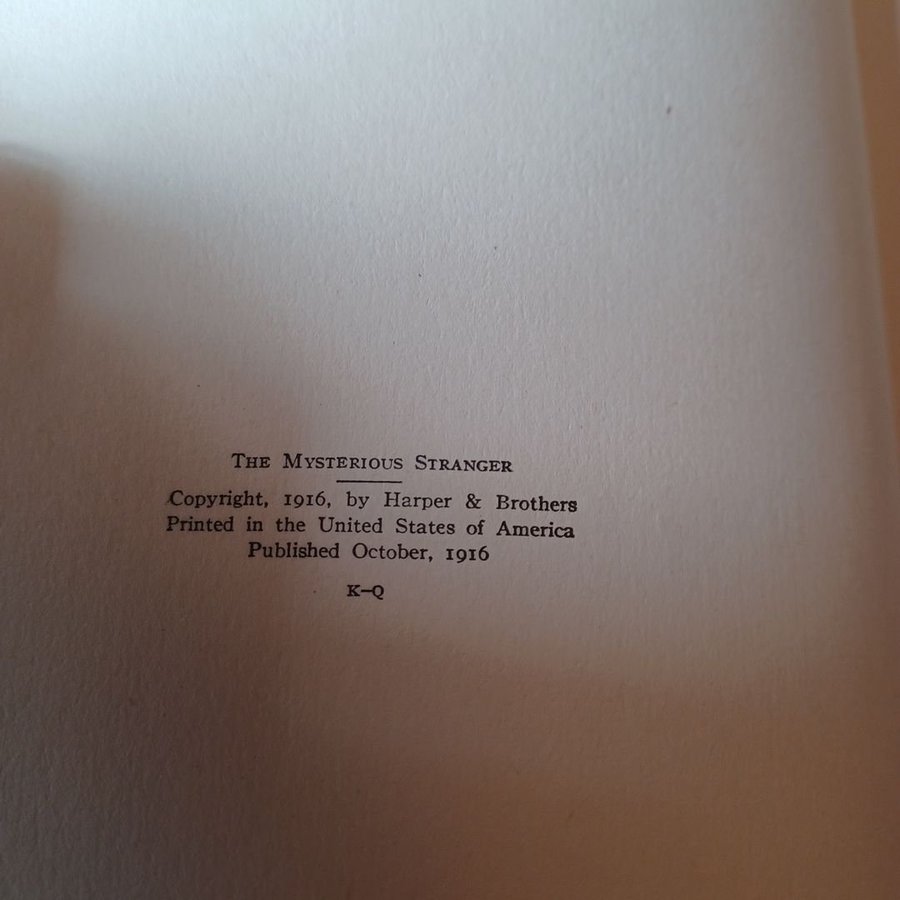 The Mysterious Stranger
Copyright, 1916, by Harper & Brothers
Printed in the United States of America
Published October, 1916
K–Q